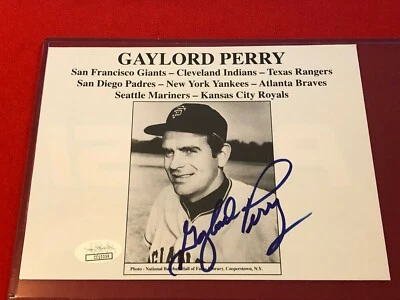 GAYLORD PERRY
San Francisco Giants – Cleveland Indians – Texas Rangers
San Diego Padres – New York Yankees – Atlanta Braves
Seattle Mariners – Kansas City Royals
SF
Gaylord Perry
Photo - National Baseball Hall of Fame Library, Cooperstown, N.Y.